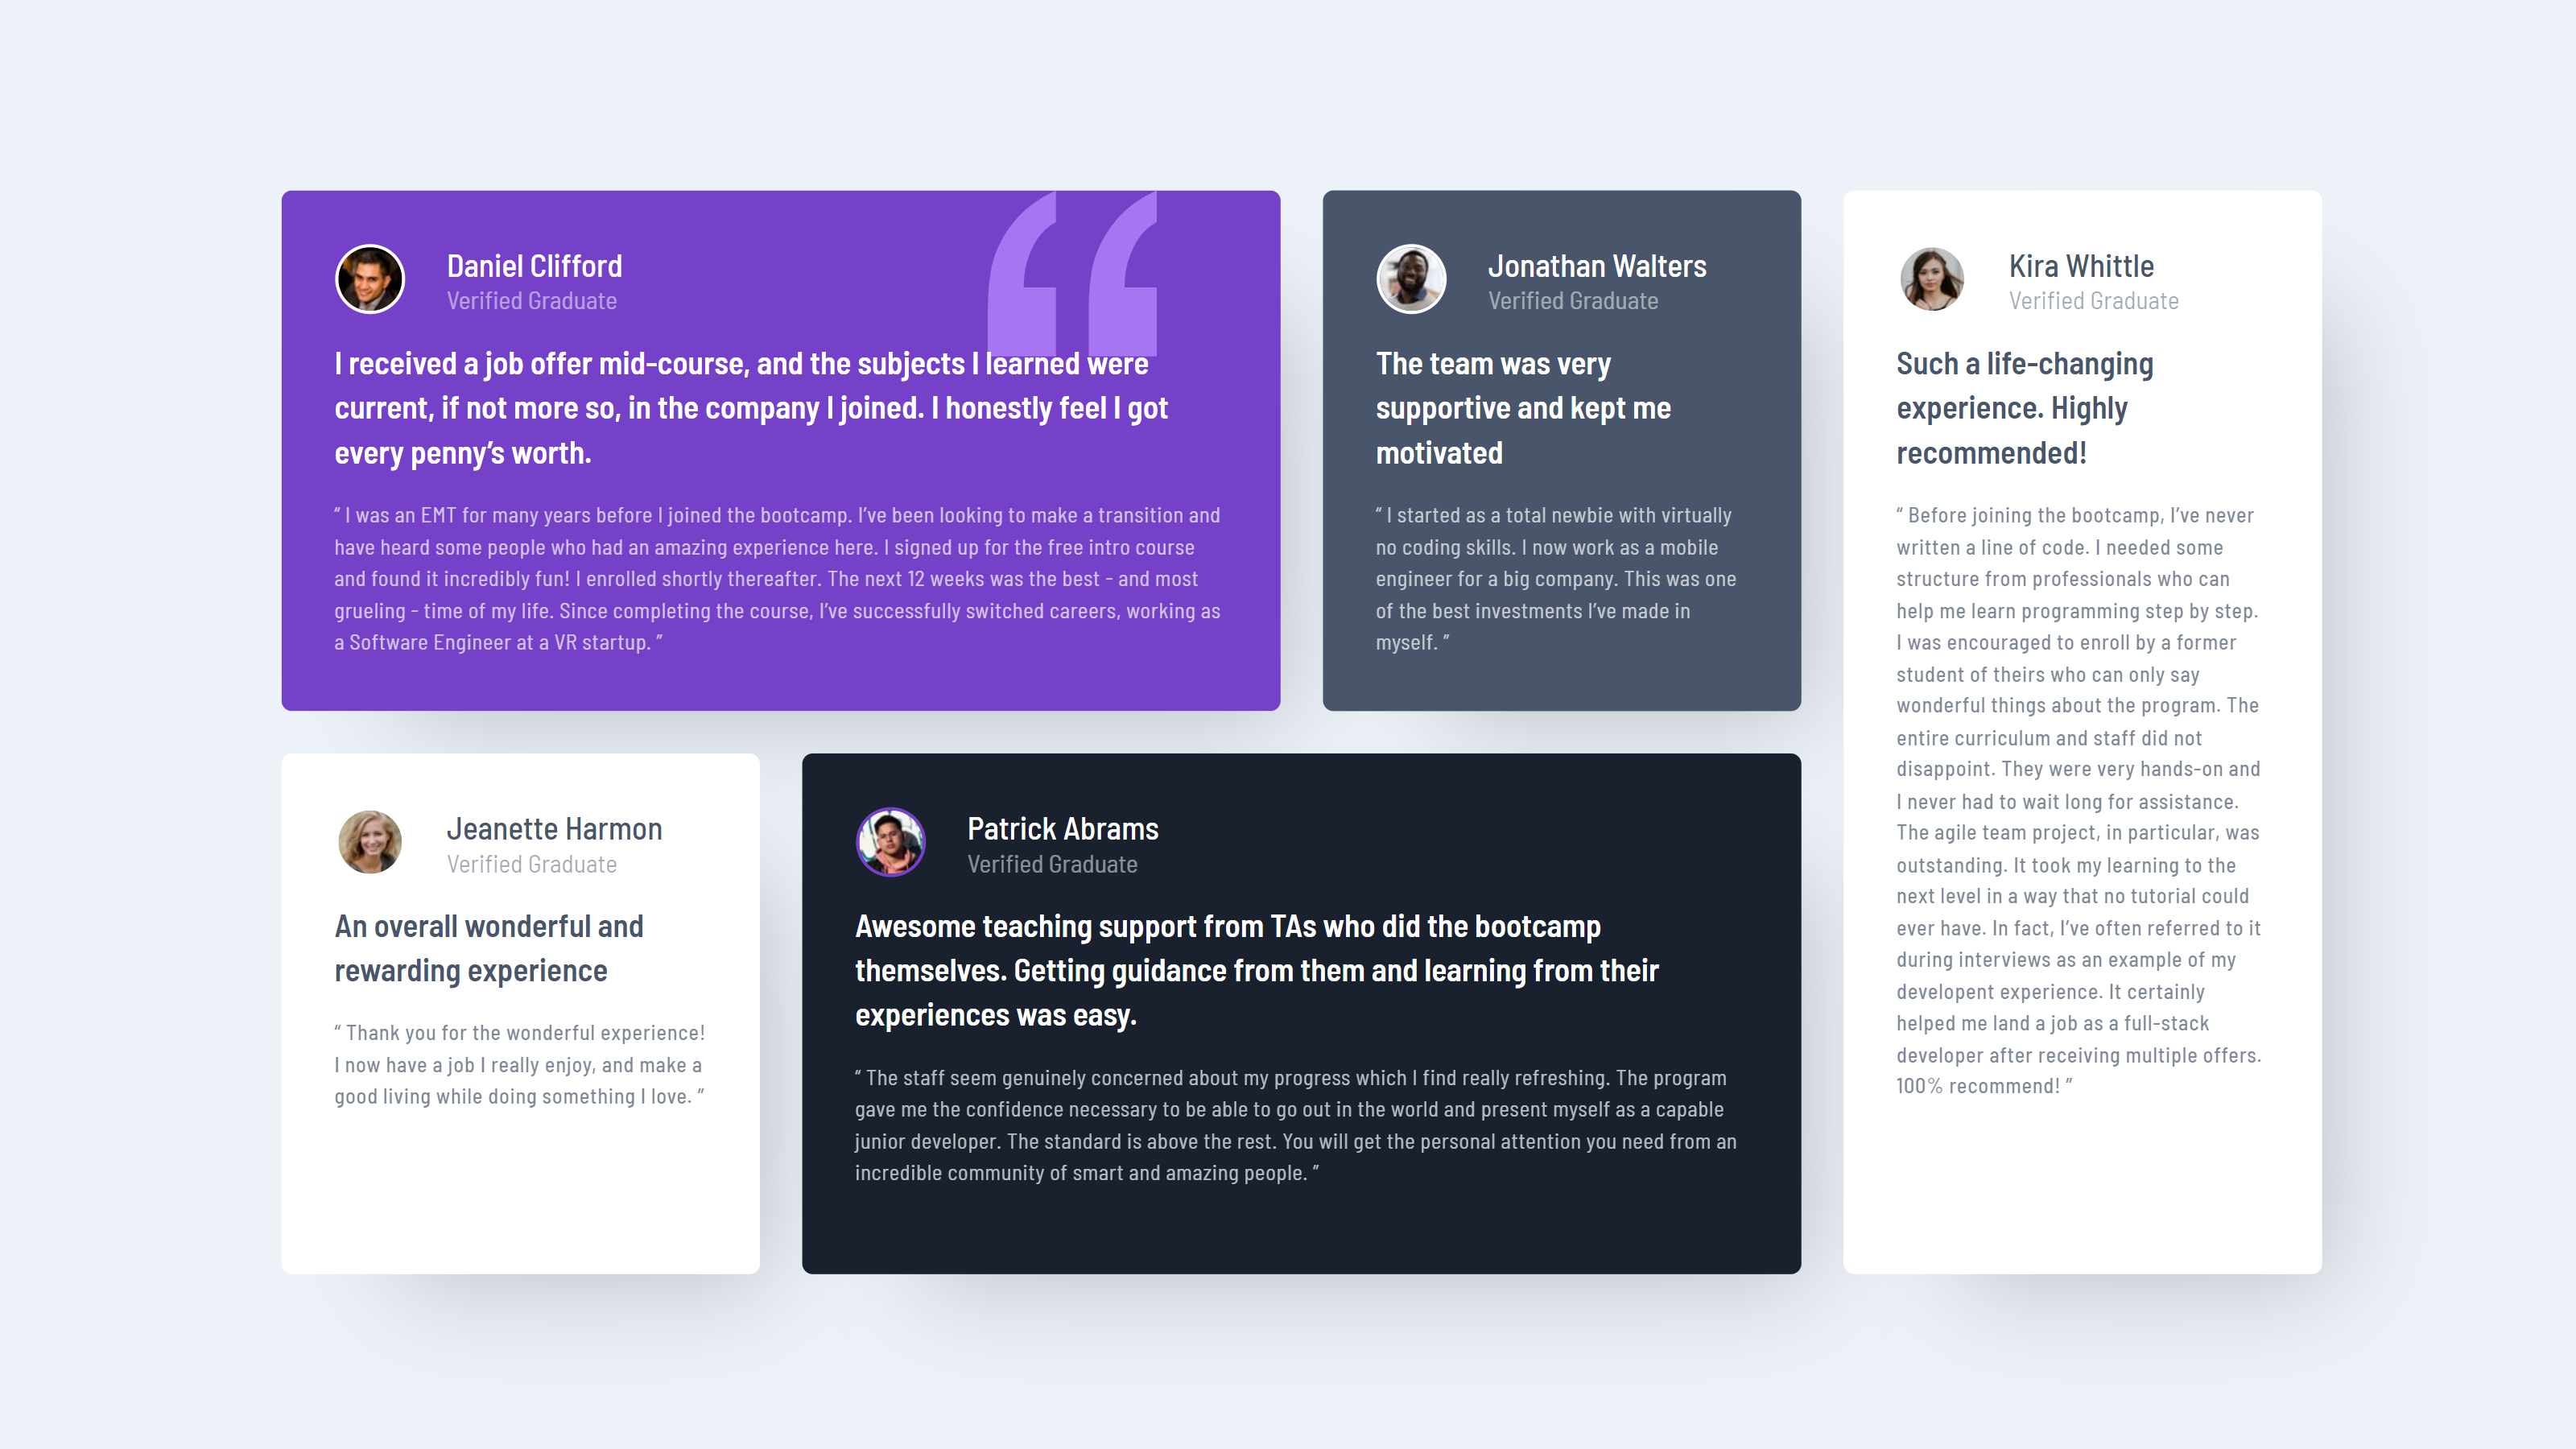 Daniel Clifford
Verified Graduate
I received a job offer mid-course, and the subjects I learned were
current, if not more so, in the company I joined. I honestly feel I got
every penny’s worth.
“ I was an EMT for many years before I joined the bootcamp. I’ve been looking to make a transition and
have heard some people who had an amazing experience here. I signed up for the free intro course
and found it incredibly fun! I enrolled shortly thereafter. The next 12 weeks was the best - and most
grueling - time of my life. Since completing the course, I’ve successfully switched careers, working as
a Software Engineer at a VR startup. ”
Jonathan Walters
Verified Graduate
The team was very
supportive and kept me
motivated
“ I started as a total newbie with virtually
no coding skills. I now work as a mobile
engineer for a big company. This was one
of the best investments I’ve made in
myself. ”
Kira Whittle
Verified Graduate
Such a life-changing
experience. Highly
recommended!
“ Before joining the bootcamp, I’ve never
written a line of code. I needed some
structure from professionals who can
help me learn programming step by step.
I was encouraged to enroll by a former
student of theirs who can only say
wonderful things about the program. The
entire curriculum and staff did not
disappoint. They were very hands-on and
I never had to wait long for assistance.
The agile team project, in particular, was
outstanding. It took my learning to the
next level in a way that no tutorial could
ever have. In fact, I’ve often referred to it
during interviews as an example of my
developent experience. It certainly
helped me land a job as a full-stack
developer after receiving multiple offers.
100% recommend! ”
Jeanette Harmon
Verified Graduate
An overall wonderful and
rewarding experience
“ Thank you for the wonderful experience!
I now have a job I really enjoy, and make a
good living while doing something I love. ”
Patrick Abrams
Verified Graduate
Awesome teaching support from TAs who did the bootcamp
themselves. Getting guidance from them and learning from their
experiences was easy.
“ The staff seem genuinely concerned about my progress which I find really refreshing. The program
gave me the confidence necessary to be able to go out in the world and present myself as a capable
junior developer. The standard is above the rest. You will get the personal attention you need from an
incredible community of smart and amazing people. ”